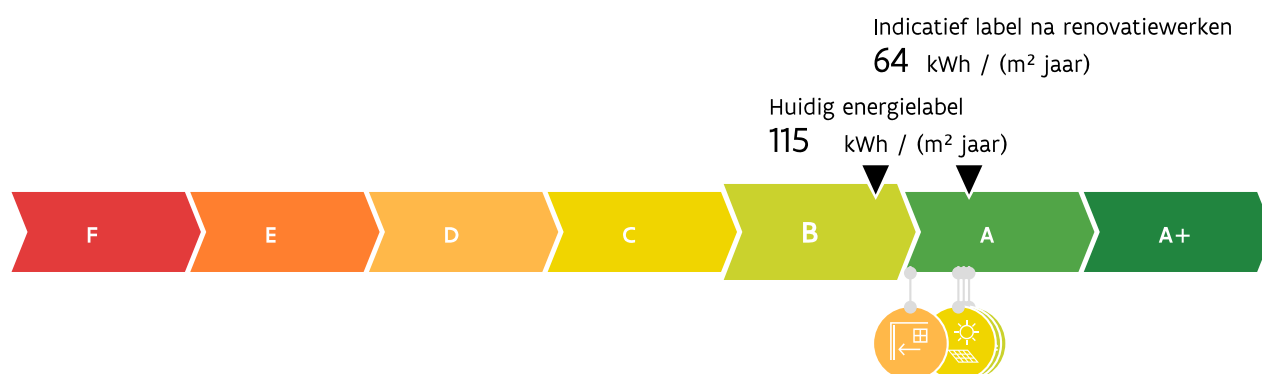 Indicatief label na renovatiewerken
64 kWh / (m² jaar)
Huidig energielabel
115 kWh / (m² jaar)
F E D C B A A+